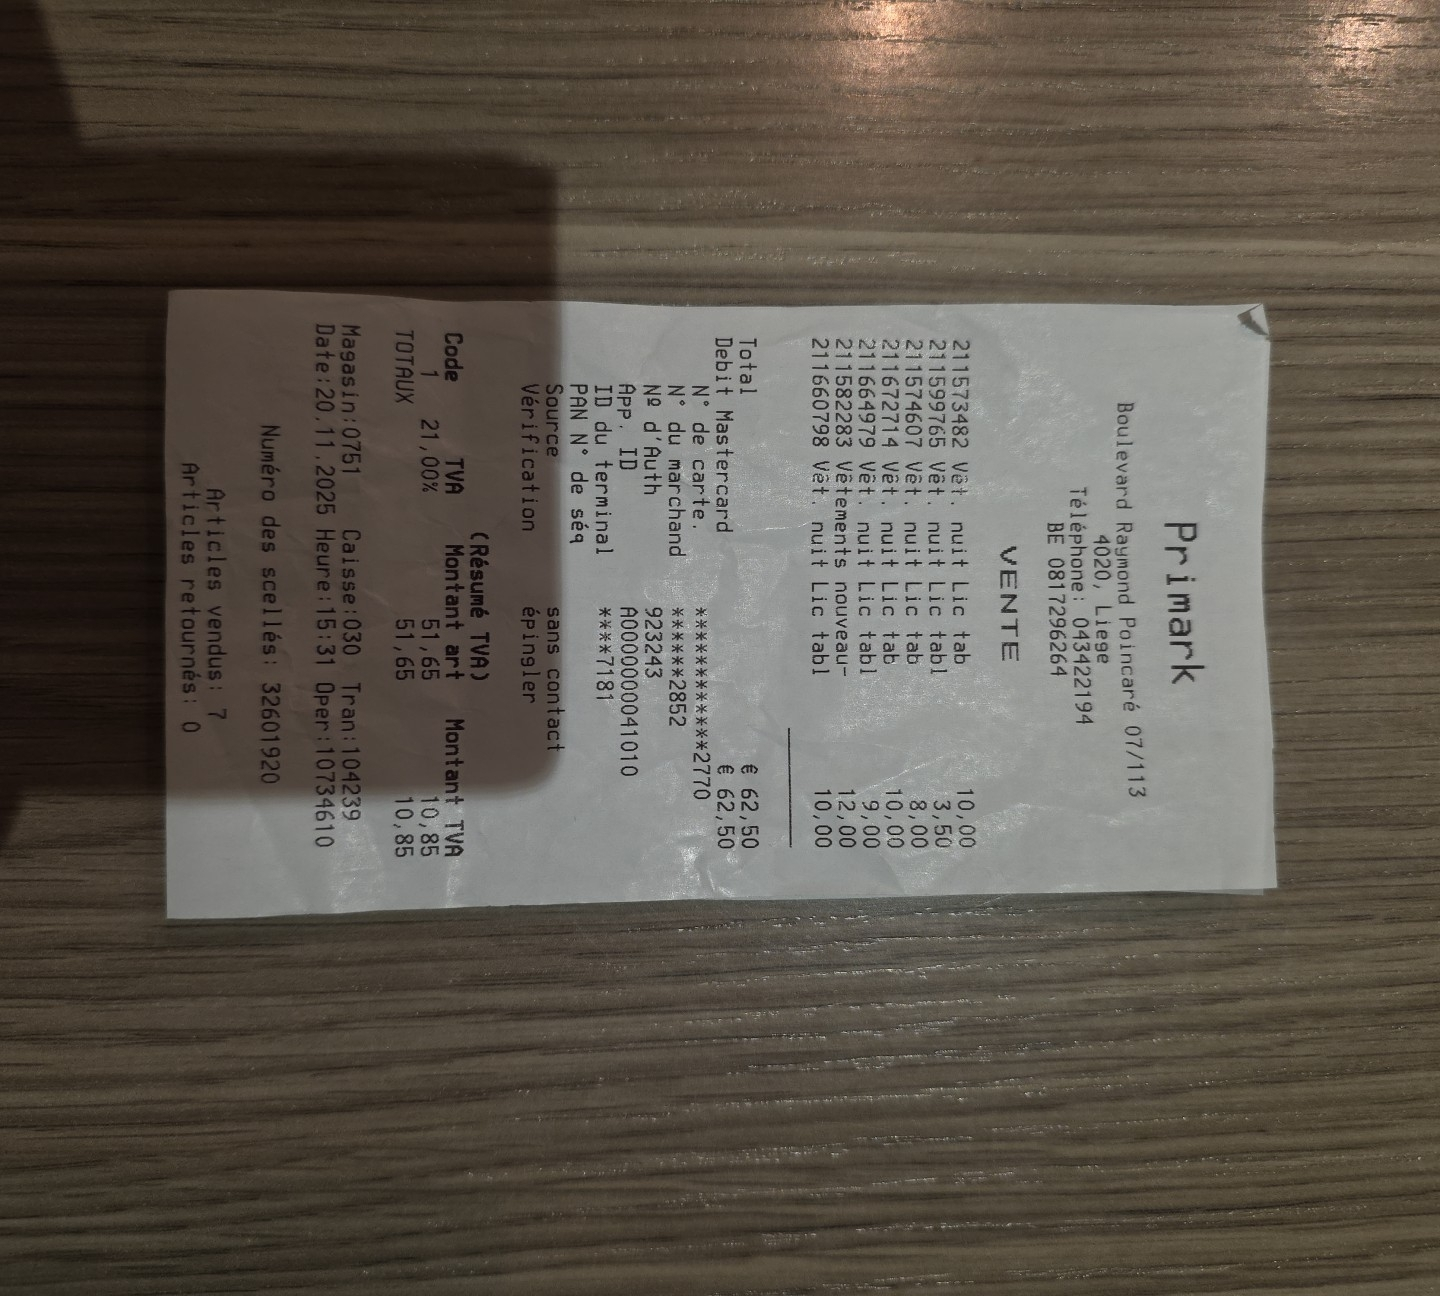 Primark
Boulevard Raymond Poincaré 07/113
4020, Liege
Téléphone: 043422194
BE 0817296264
VENTE
211573482 Vêt. nuit Lic tab 10,00
211599765 Vêt. nuit Lic tabl 3,50
211574607 Vêt. nuit Lic tab 8,00
211672714 Vêt. nuit Lic tab 10,00
211664979 Vêt. nuit Lic tabl 9,00
211582283 Vêtements nouveau- 12,00
211660798 Vêt. nuit Lic tabl 10,00
Total € 62,50
Debit Mastercard € 62,50
N° de carte. ************2770
N° du marchand ******2852
Nº d'Auth 923243
App. ID A0000000041010
ID du terminal ****7181
PAN N° de séq
Source sans contact
Vérification épingler
(Résumé TVA)
Code TVA Montant art Montant TVA
1 21,00% 51,65 10,85
TOTAUX 51,65 10,85
Magasin:0751 Caisse:030 Tran:104239
Date:20.11.2025 Heure:15:31 Oper:10734610
Numéro des scellés: 32601920
Articles vendus: 7
Articles retournés: 0